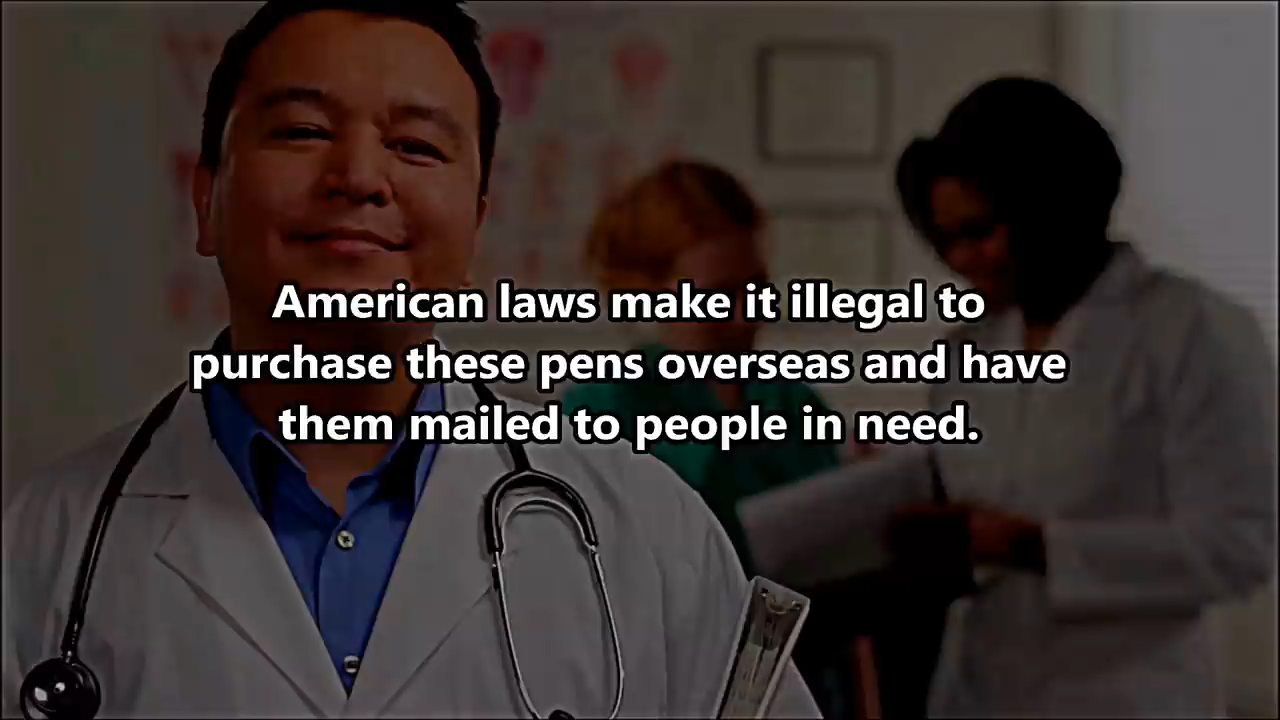 American laws make it illegal to
purchase these pens overseas and have
them mailed to people in need.